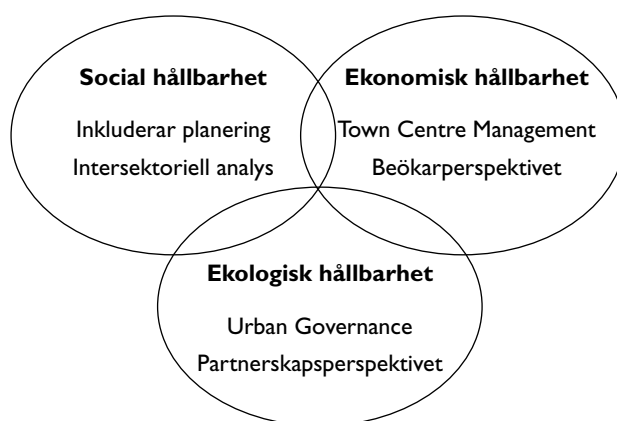 Social hållbarhet
Inkluderar planering
Intersektoriell analys
Ekonomisk hållbarhet
Town Centre Management
Beökarperspektivet
Ekologisk hållbarhet
Urban Governance
Partnerskapsperspektivet